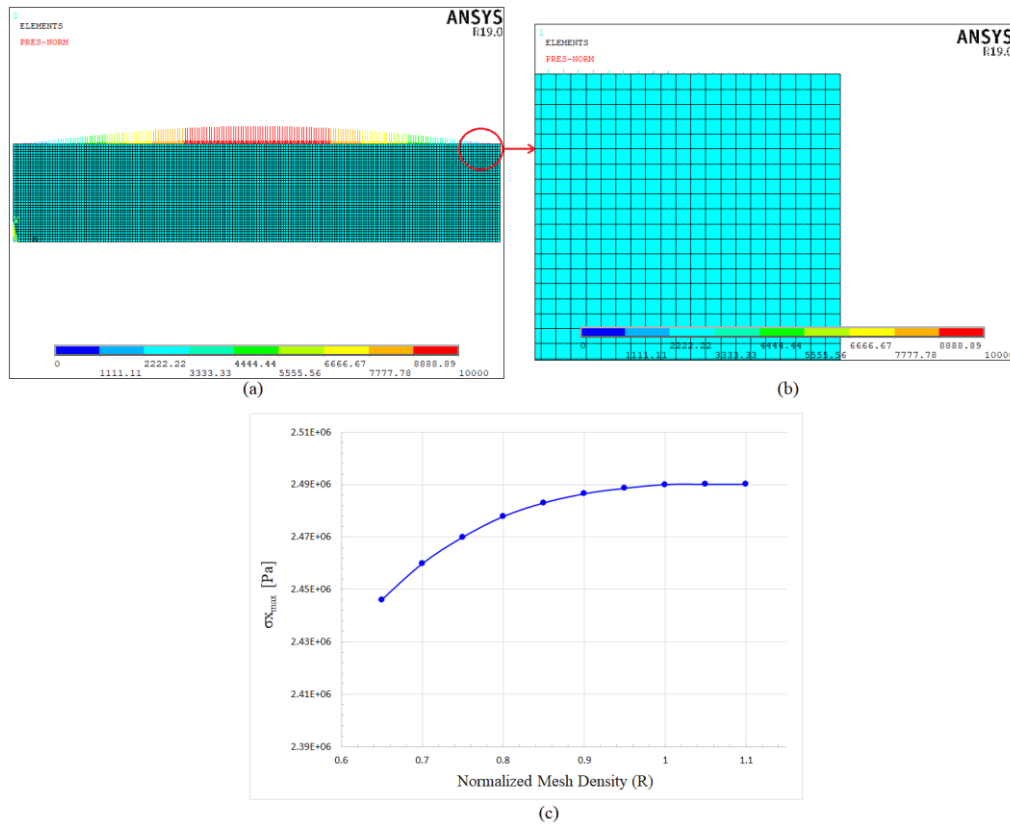 1
ELEMENTS
PRES-NORM
ANSYS
R19.0
0 1111.11 2222.22 3333.33 4444.44 5555.56 6666.67 7777.78 8888.89 10000
(a)
1
ELEMENTS
PRES-NORM
ANSYS
R19.0
0 1111.11 2222.22 3333.33 4444.44 5555.56 6666.67 7777.78 8888.89 10000
(b)
2.51E+06
2.49E+06
2.47E+06
2.45E+06
2.43E+06
2.41E+06
2.39E+06
σx_max [Pa]
0.6 0.7 0.8 0.9 1 1.1
Normalized Mesh Density (R)
(c)